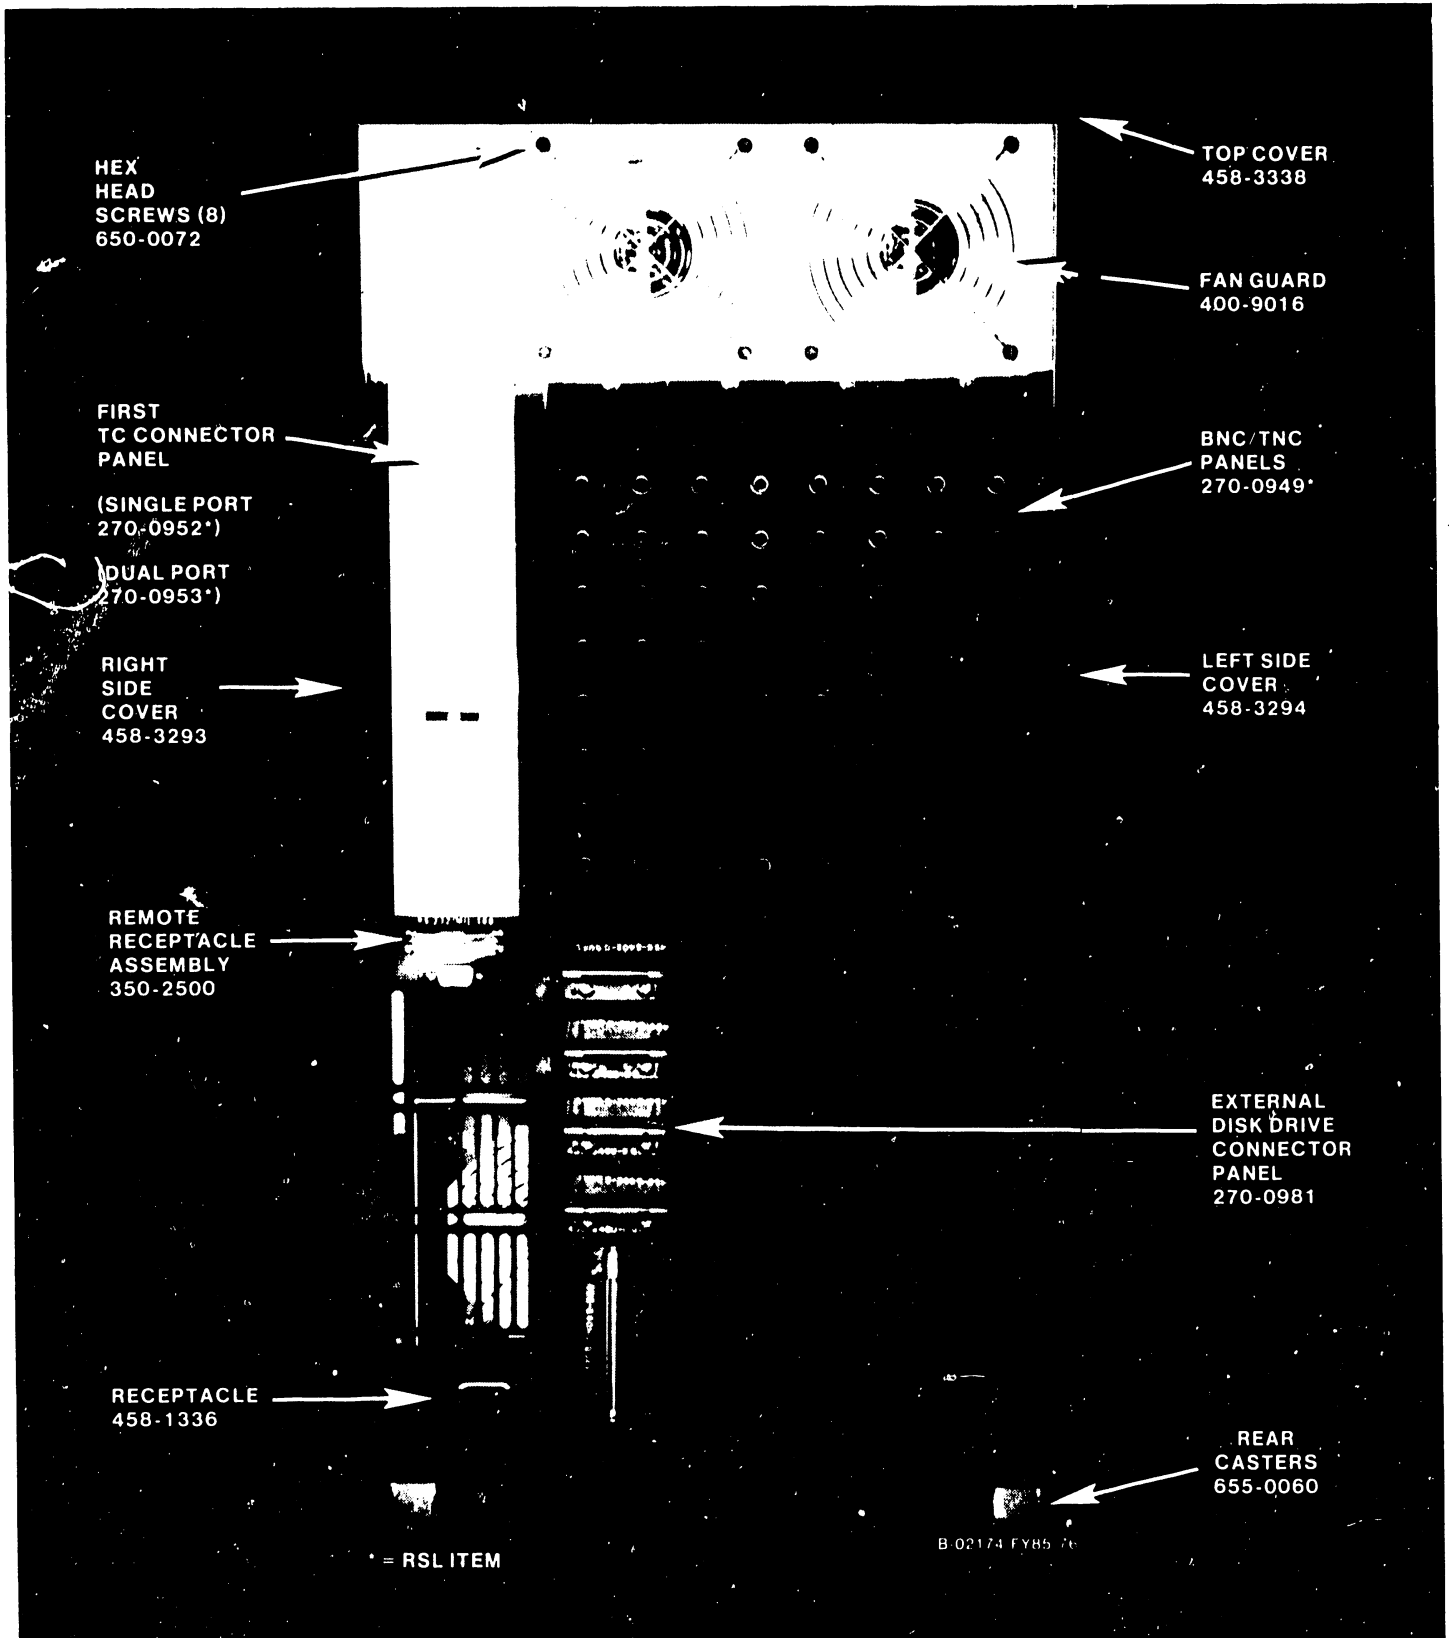 HEX
HEAD
SCREWS (8)
650-0072
TOP COVER
458-3338
FAN GUARD
400-9016
FIRST
TC CONNECTOR
PANEL
(SINGLE PORT
270-0952*)
(DUAL PORT
270-0953*)
BNC/TNC
PANELS
270-0949*
RIGHT
SIDE
COVER
458-3293
LEFT SIDE
COVER
458-3294
REMOTE
RECEPTACLE
ASSEMBLY
350-2500
EXTERNAL
DISK DRIVE
CONNECTOR
PANEL
270-0981
RECEPTACLE
458-1336
REAR
CASTERS
655-0060
B-02174-FY85-76
* = RSL ITEM